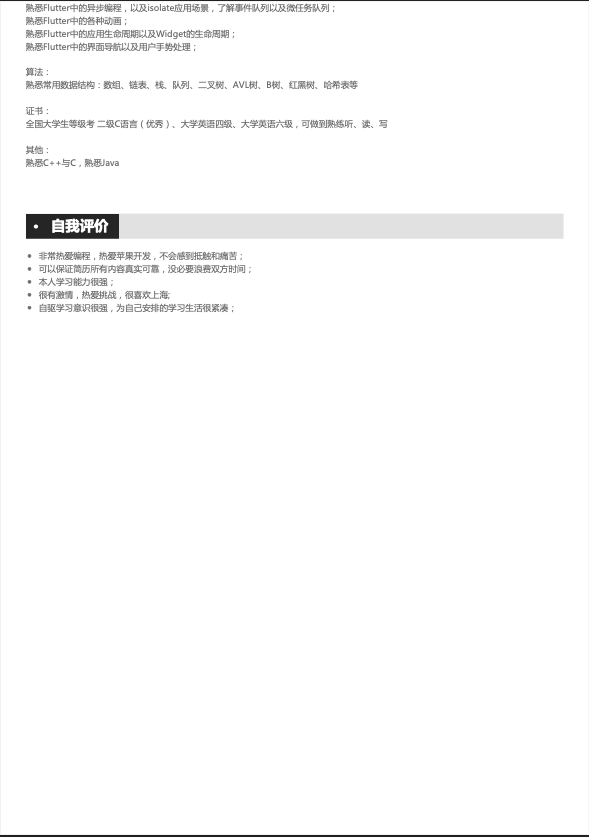 熟悉Flutter中的异步编程，以及isolate应用场景，了解事件队列以及微任务队列；
熟悉Flutter中的各种动画；
熟悉Flutter中的应用生命周期以及Widget的生命周期；
熟悉Flutter中的界面导航以及用户手势处理；
算法：
熟悉常用数据结构：数组、链表、栈、队列、二叉树、AVL树、B树、红黑树、哈希表等
证书：
全国大学生等级考 二级C语言（优秀）、大学英语四级、大学英语六级，可做到熟练听、读、写
其他：
熟悉C++与C，熟悉Java
• 自我评价
• 非常热爱编程，热爱苹果开发，不会感到抵触和痛苦；
• 可以保证简历所有内容真实可靠，没必要浪费双方时间；
• 本人学习能力很强；
• 很有激情，热爱挑战，很喜欢上海;
• 自驱学习意识很强，为自己安排的学习生活很紧凑；